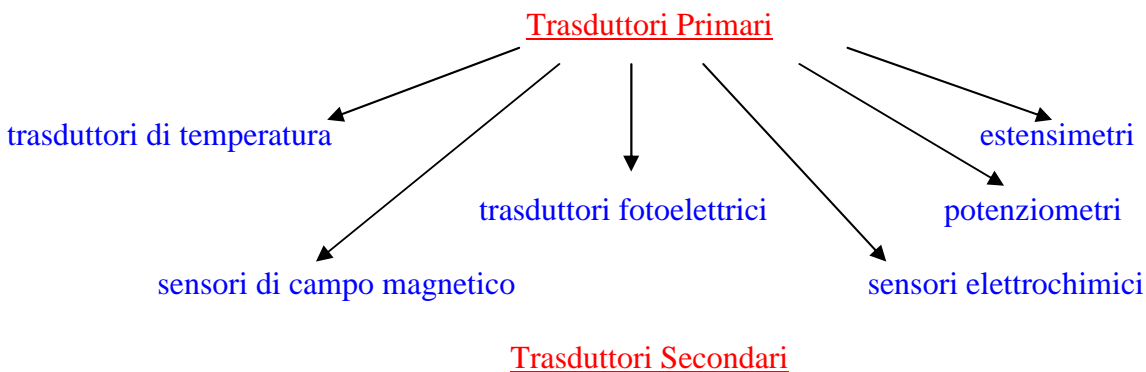 Trasduttori Primari
trasduttori di temperatura
estensimetri
trasduttori fotoelettrici
potenziometri
sensori di campo magnetico
sensori elettrochimici
Trasduttori Secondari